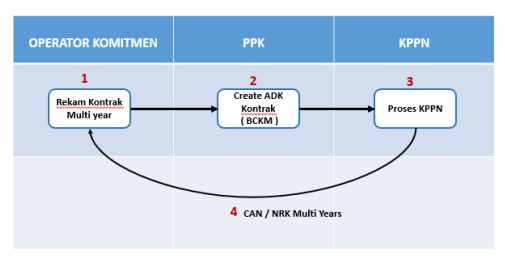 OPERATOR KOMITMEN
PPK
KPPN
1
Rekam Kontrak
Multi year
2
Create ADK
Kontrak
( BCKM )
3
Proses KPPN
4 CAN / NRK Multi Years